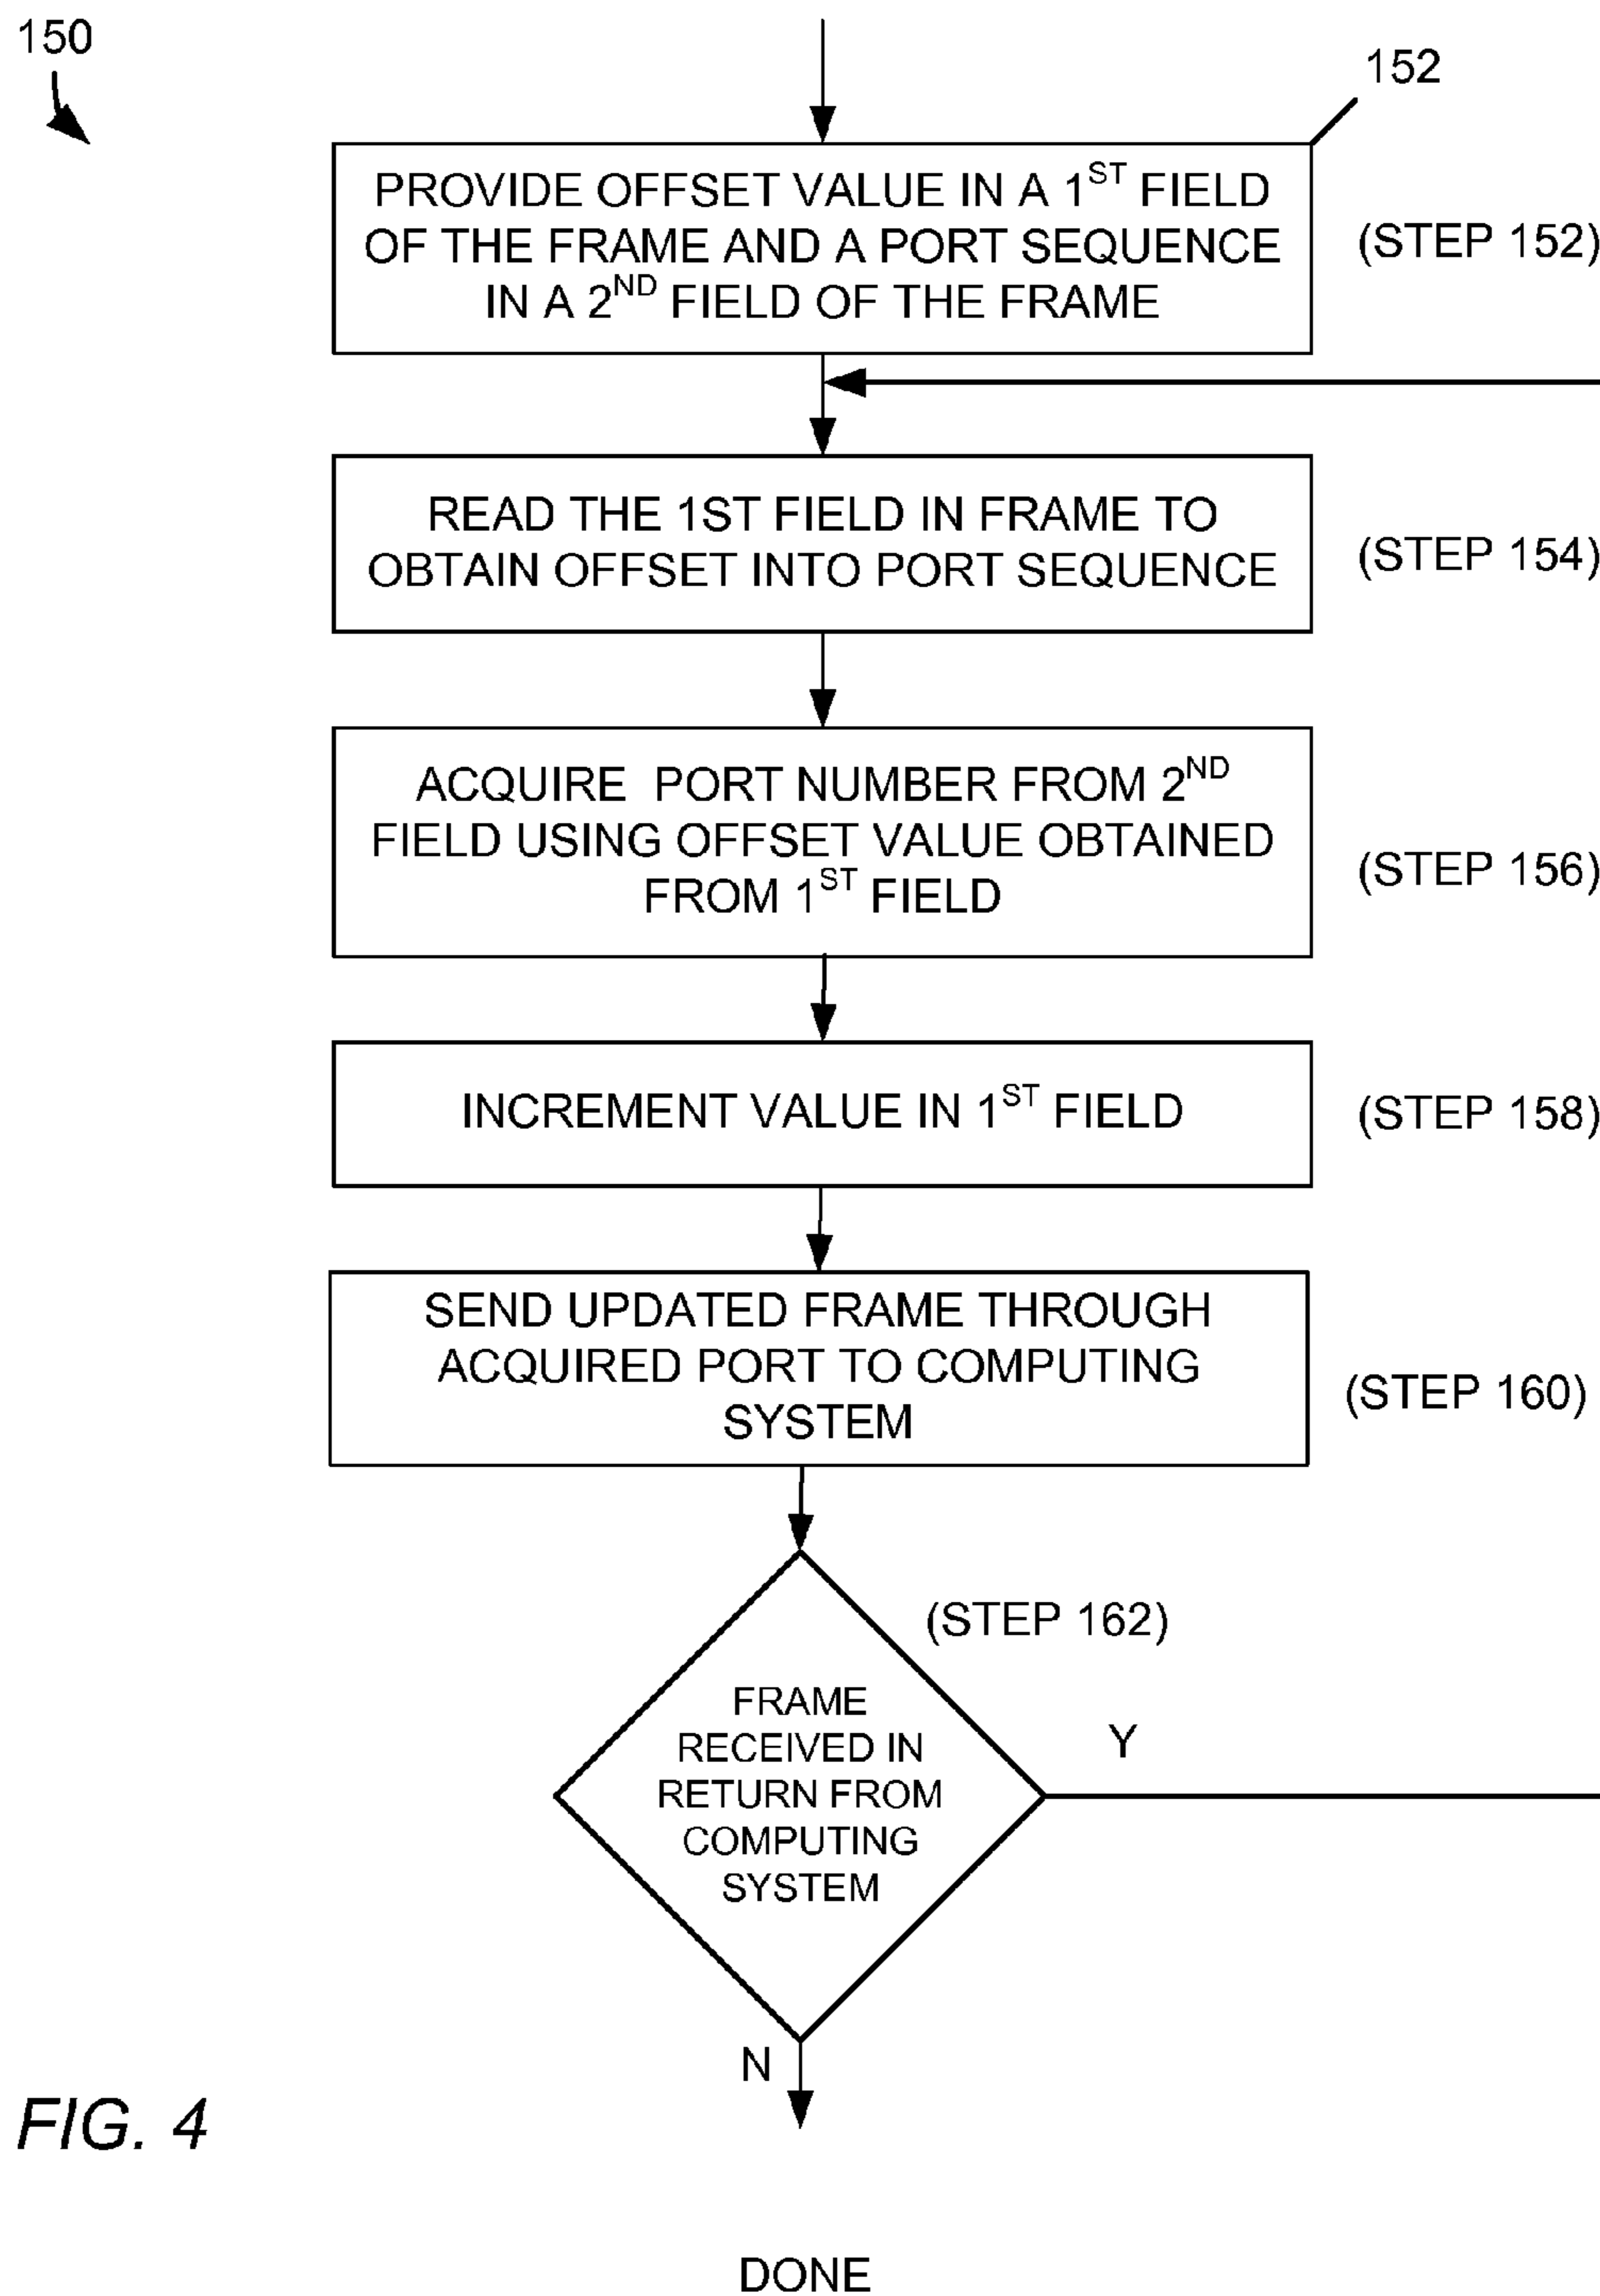 150
152
PROVIDE OFFSET VALUE IN A 1ST FIELD
OF THE FRAME AND A PORT SEQUENCE
IN A 2ND FIELD OF THE FRAME
(STEP 152)
READ THE 1ST FIELD IN FRAME TO
OBTAIN OFFSET INTO PORT SEQUENCE
(STEP 154)
ACQUIRE PORT NUMBER FROM 2ND
FIELD USING OFFSET VALUE OBTAINED
FROM 1ST FIELD
(STEP 156)
INCREMENT VALUE IN 1ST FIELD
(STEP 158)
SEND UPDATED FRAME THROUGH
ACQUIRED PORT TO COMPUTING
SYSTEM
(STEP 160)
(STEP 162)
FRAME
RECEIVED IN
RETURN FROM
COMPUTING
SYSTEM
Y
N
FIG. 4
DONE